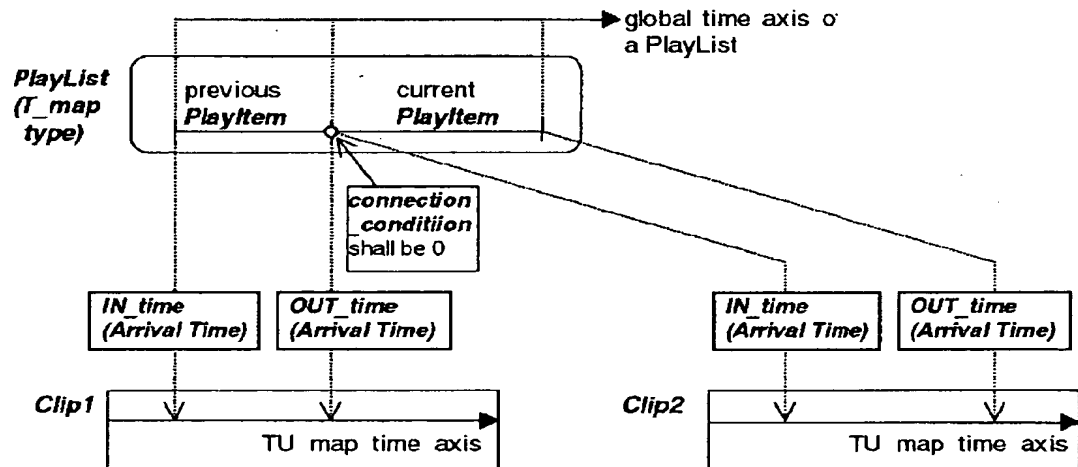 global time axis o
a PlayList
PlayList
(T_map
type)
previous
PlayItem
current
PlayItem
connection
_conditiion
shall be 0
IN_time
(Arrival Time)
OUT_time
(Arrival Time)
IN_time
(Arrival Time)
OUT_time
(Arrival Time)
Clip1
TU map time axis
Clip2
TU map time axis